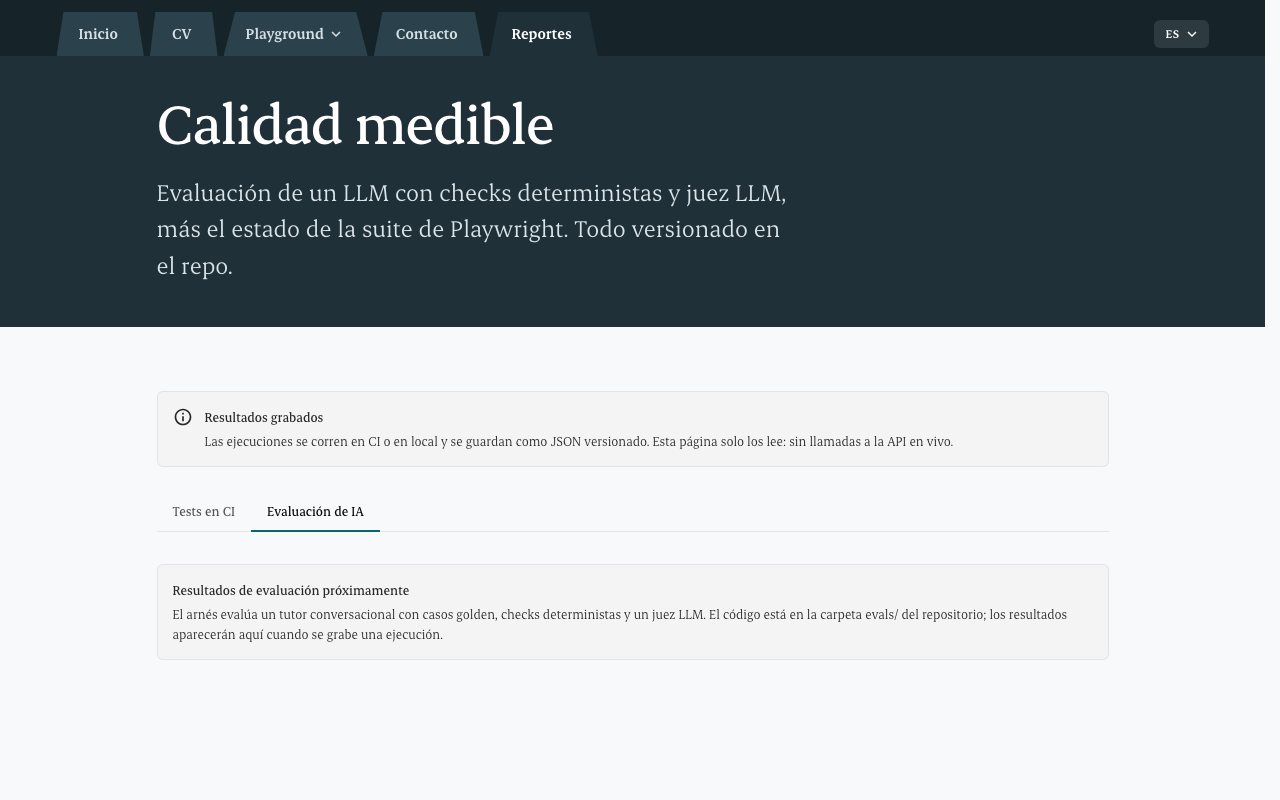 Inicio
CV
Playground
Contacto
Reportes
ES
Calidad medible
Evaluación de un LLM con checks deterministas y juez LLM,
más el estado de la suite de Playwright. Todo versionado en
el repo.
Resultados grabados
Las ejecuciones se corren en CI o en local y se guardan como JSON versionado. Esta página solo los lee: sin llamadas a la API en vivo.
Tests en CI
Evaluación de IA
Resultados de evaluación próximamente
El arnés evalúa un tutor conversacional con casos golden, checks deterministas y un juez LLM. El código está en la carpeta evals/ del repositorio; los resultados
aparecerán aquí cuando se grabe una ejecución.